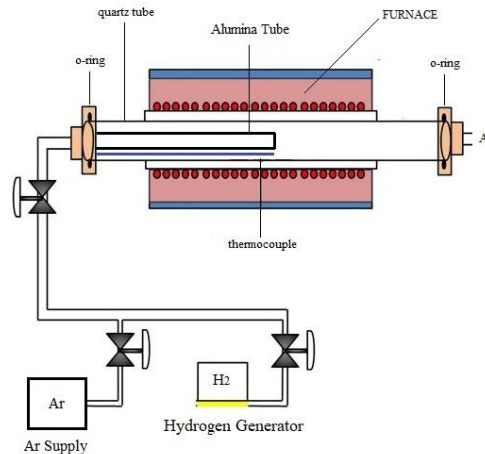 quartz tube
Alumina Tube
FURNACE
o-ring
o-ring
A
thermocouple
H2
Ar
Hydrogen Generator
Ar Supply